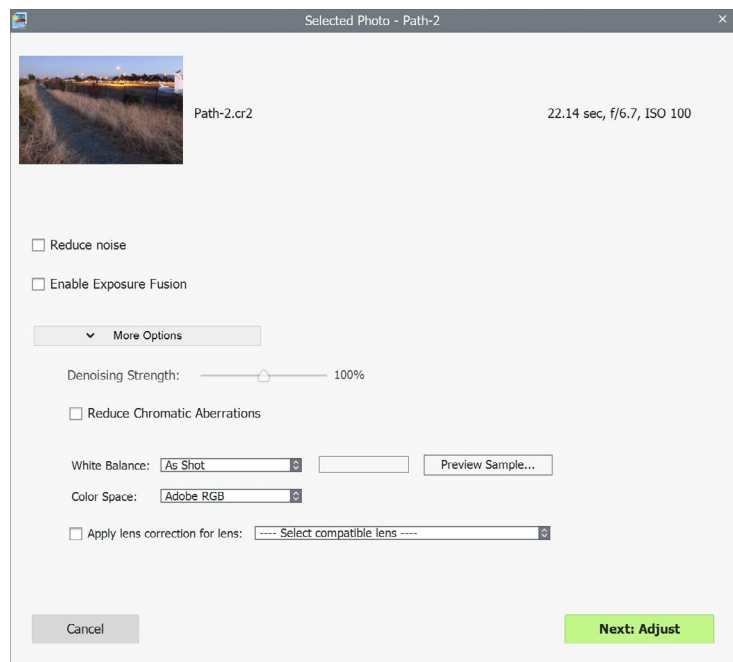 Selected Photo - Path-2
Path-2.cr2
22.14 sec, f/6.7, ISO 100
Reduce noise
Enable Exposure Fusion
More Options
Denoising Strength: 100%
Reduce Chromatic Aberrations
White Balance: As Shot Preview Sample...
Color Space: Adobe RGB
Apply lens correction for lens: ---- Select compatible lens ----
Cancel Next: Adjust